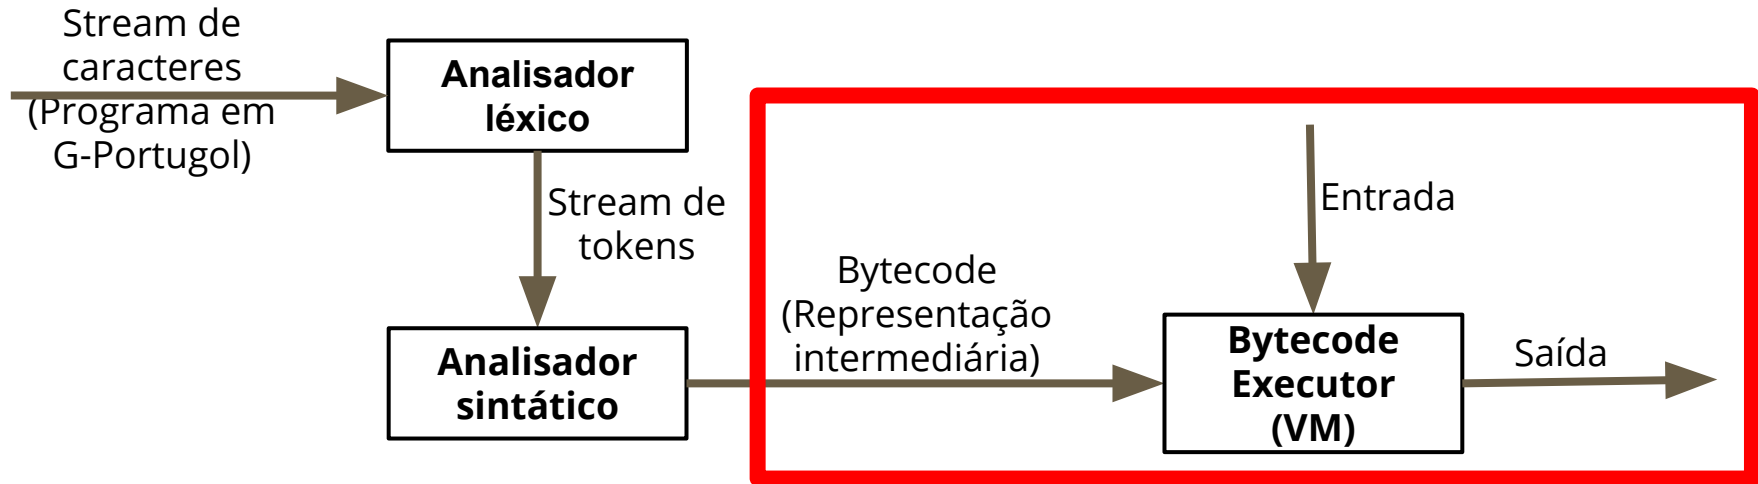 Stream de
caracteres
(Programa em
G-Portugol)
Analisador
léxico
Stream de
tokens
Analisador
sintático
Bytecode
(Representação
intermediária)
Entrada
Bytecode
Executor
(VM)
Saída